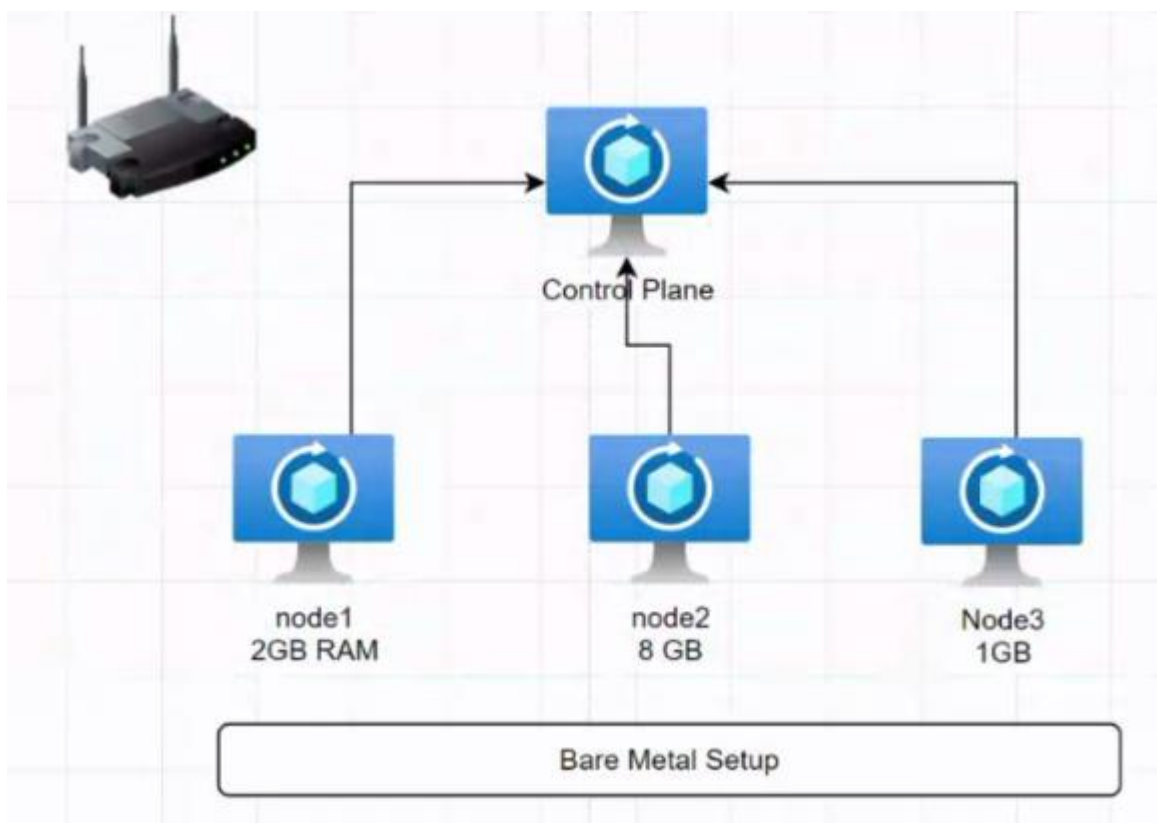 Control Plane
node1
2GB RAM
node2
8 GB
Node3
1GB
Bare Metal Setup